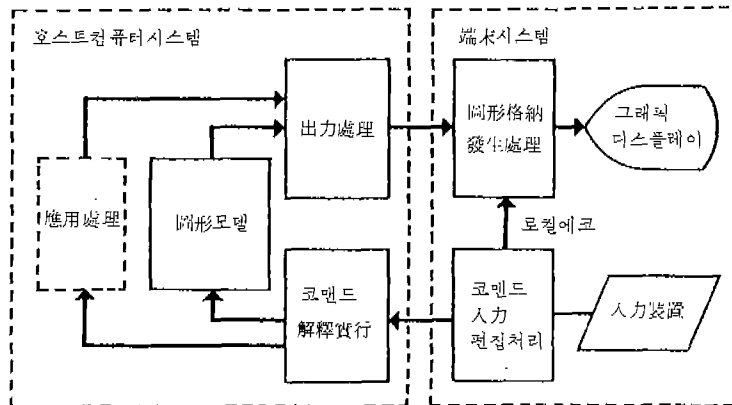 호스트컴퓨터시스템
端末시스템
出力處理
圖形格納
發生處理
그래픽
디스플레이
應用處理
圖形모델
로컬에코
코맨드
解釋實行
코맨드
入力
편집처리
入力裝置